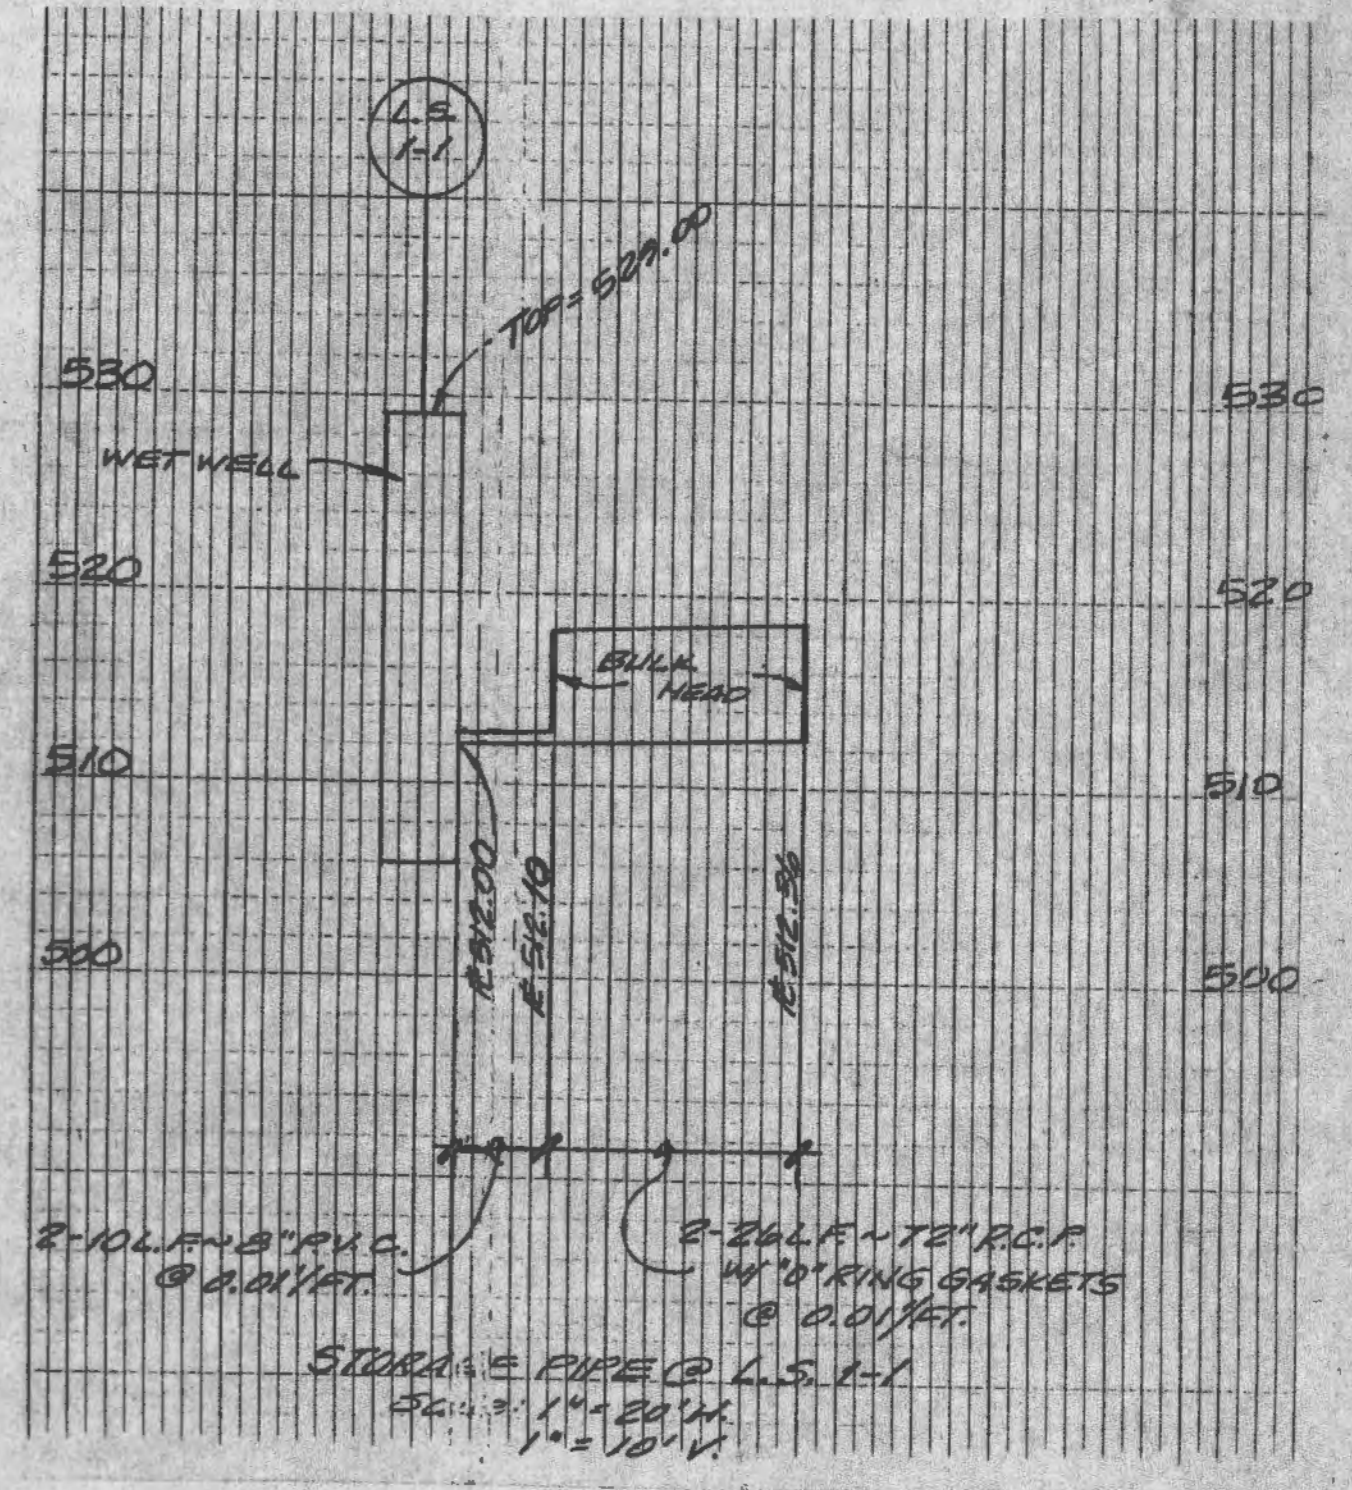 L.S.
1-1
TOP = 529.00
530
530
WET WELL
520
520
BULK
HEAD
510
510
I.E. 512.00
I.E. 512.10
I.E. 512.36
500
500
2-10 L.F. ~ 8" P.V.C.
@ 0.01'/FT.
2-26 L.F. ~ 72" R.C.P.
W/ "O" RING GASKETS
@ 0.01'/FT.
STORAGE PIPE @ L.S. 1-1
1" = 20' H.
1" = 10' V.